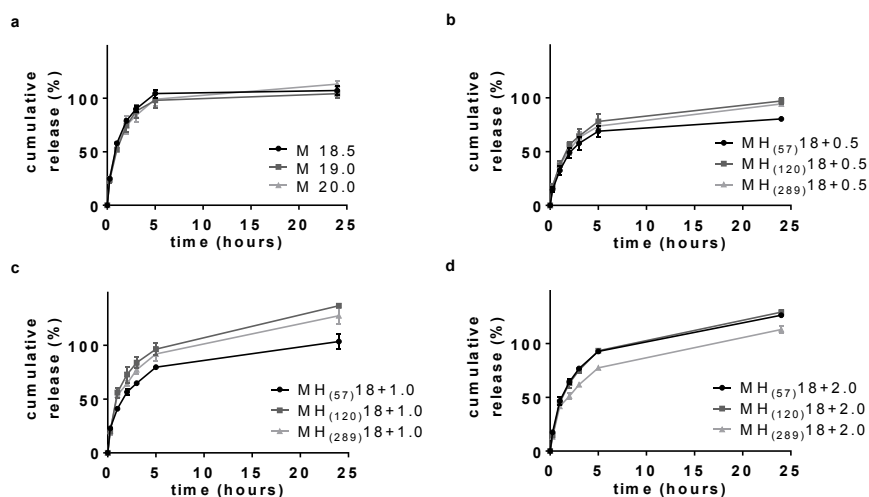 a
cumulative
release (%)
100
50
0
0 5 10 15 20 25
time (hours)
M 18.5
M 19.0
M 20.0
b
cumulative
release (%)
100
50
0
0 5 10 15 20 25
time (hours)
MH(57)18+0.5
MH(120)18+0.5
MH(289)18+0.5
c
cumulative
release (%)
100
50
0
0 5 10 15 20 25
time (hours)
MH(57)18+1.0
MH(120)18+1.0
MH(289)18+1.0
d
cumulative
release (%)
100
50
0
0 5 10 15 20 25
time (hours)
MH(57)18+2.0
MH(120)18+2.0
MH(289)18+2.0